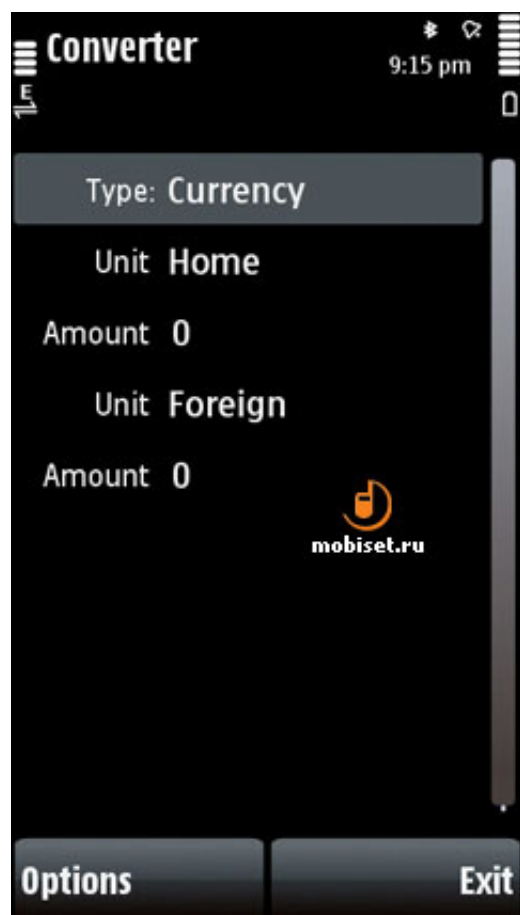 Converter
9:15 pm
E
Type: Currency
Unit Home
Amount 0
Unit Foreign
Amount 0
mobiset.ru
Options Exit